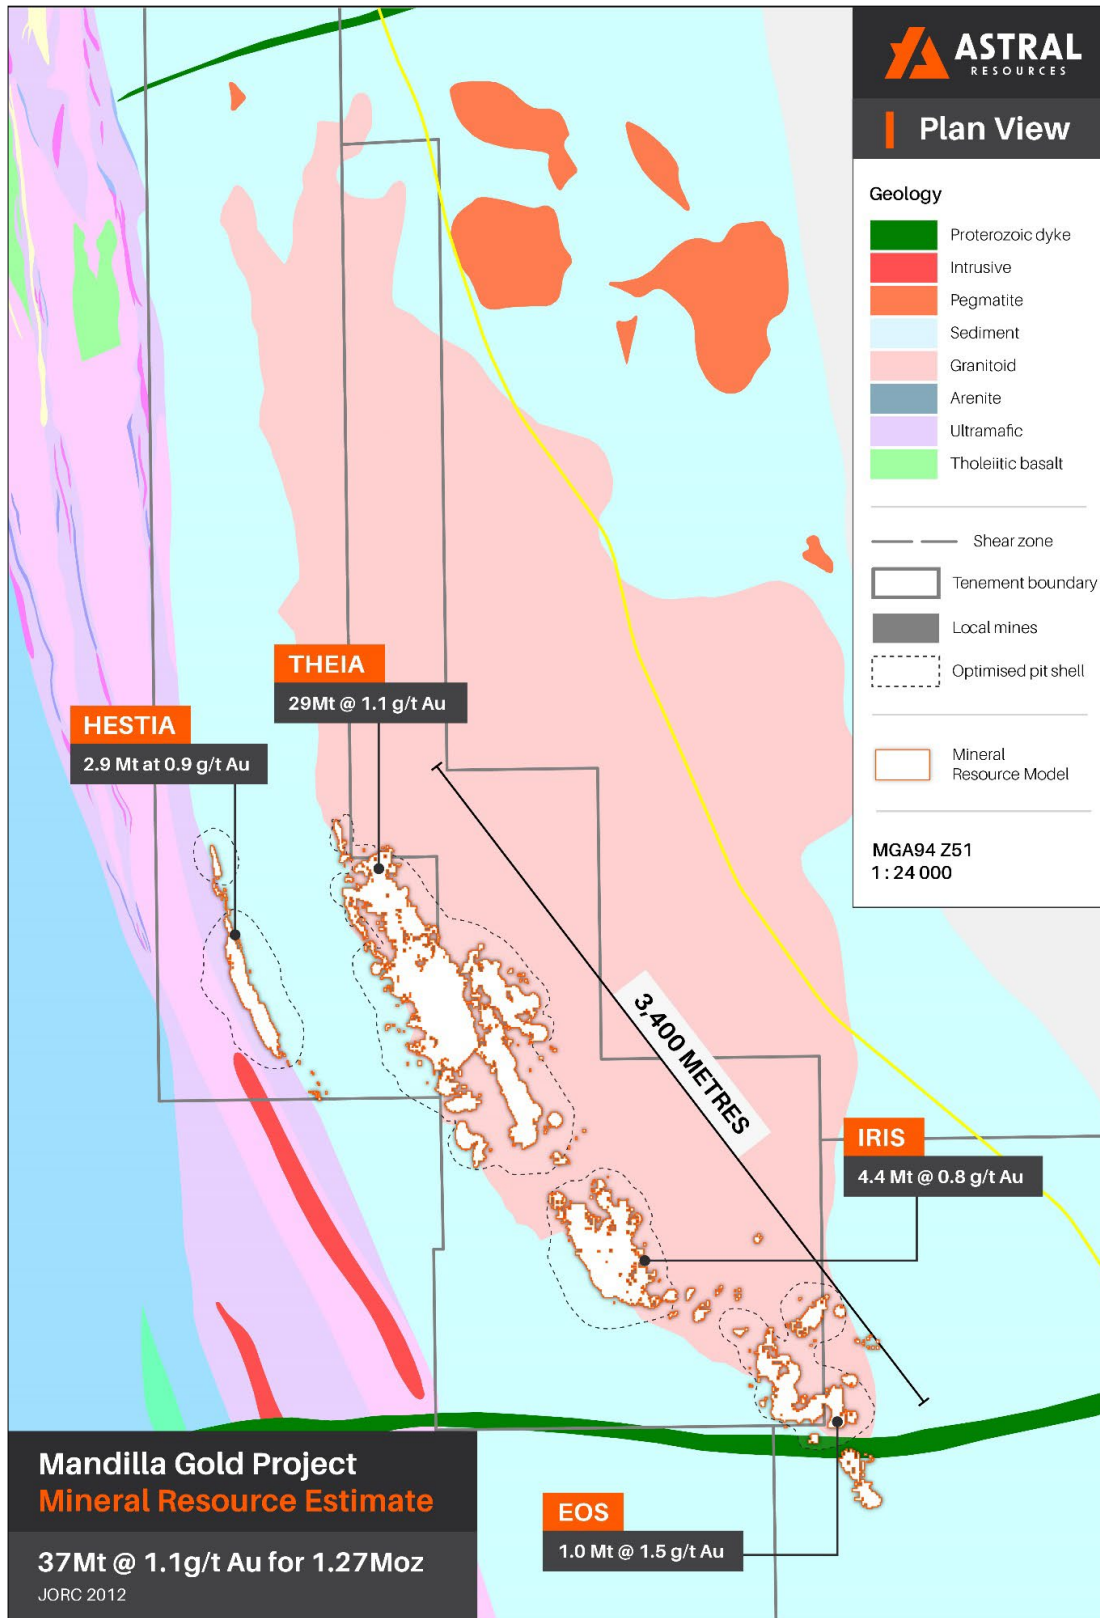 ASTRAL
RESOURCES
Plan View
Geology
Proterozoic dyke
Intrusive
Pegmatite
Sediment
Granitoid
Arenite
Ultramafic
Tholeiitic basalt
Shear zone
Tenement boundary
Local mines
Optimised pit shell
Mineral
Resource Model
MGA94 Z51
1 : 24 000
THEIA
29Mt @ 1.1 g/t Au
HESTIA
2.9 Mt at 0.9 g/t Au
3,400 METRES
IRIS
4.4 Mt @ 0.8 g/t Au
EOS
1.0 Mt @ 1.5 g/t Au
Mandilla Gold Project
Mineral Resource Estimate
37Mt @ 1.1g/t Au for 1.27Moz
JORC 2012